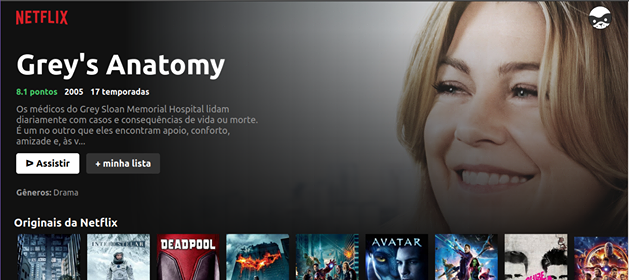 NETFLIX
Grey's Anatomy
8.1 pontos 2005 17 temporadas
Os médicos do Grey Sloan Memorial Hospital lidam
diariamente com casos e consequências de vida ou morte.
É um no outro que eles encontram apoio, conforto,
amizade e, às v...
Assistir + minha lista
Gêneros: Drama
Originais da Netflix
INTERSTELLAR DEADPOOL AVATAR